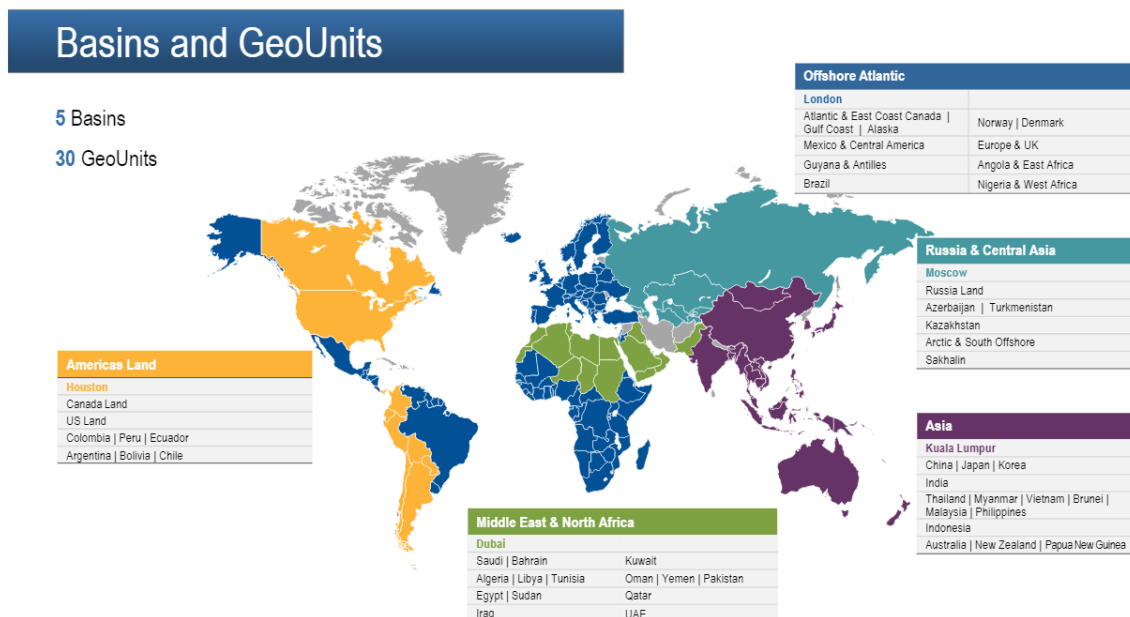 Basins and GeoUnits
5 Basins
30 GeoUnits
Offshore Atlantic
London
Atlantic & East Coast Canada |
Gulf Coast | Alaska
Norway | Denmark
Mexico & Central America
Europe & UK
Guyana & Antilles
Angola & East Africa
Brazil
Nigeria & West Africa
Russia & Central Asia
Moscow
Russia Land
Azerbaijan | Turkmenistan
Kazakhstan
Arctic & South Offshore
Sakhalin
Americas Land
Houston
Canada Land
US Land
Colombia | Peru | Ecuador
Argentina | Bolivia | Chile
Asia
Kuala Lumpur
China | Japan | Korea
India
Thailand | Myanmar | Vietnam | Brunei |
Malaysia | Philippines
Indonesia
Australia | New Zealand | Papua New Guinea
Middle East & North Africa
Dubai
Saudi | Bahrain
Kuwait
Algeria | Libya | Tunisia
Oman | Yemen | Pakistan
Egypt | Sudan
Qatar
Iraq
UAE